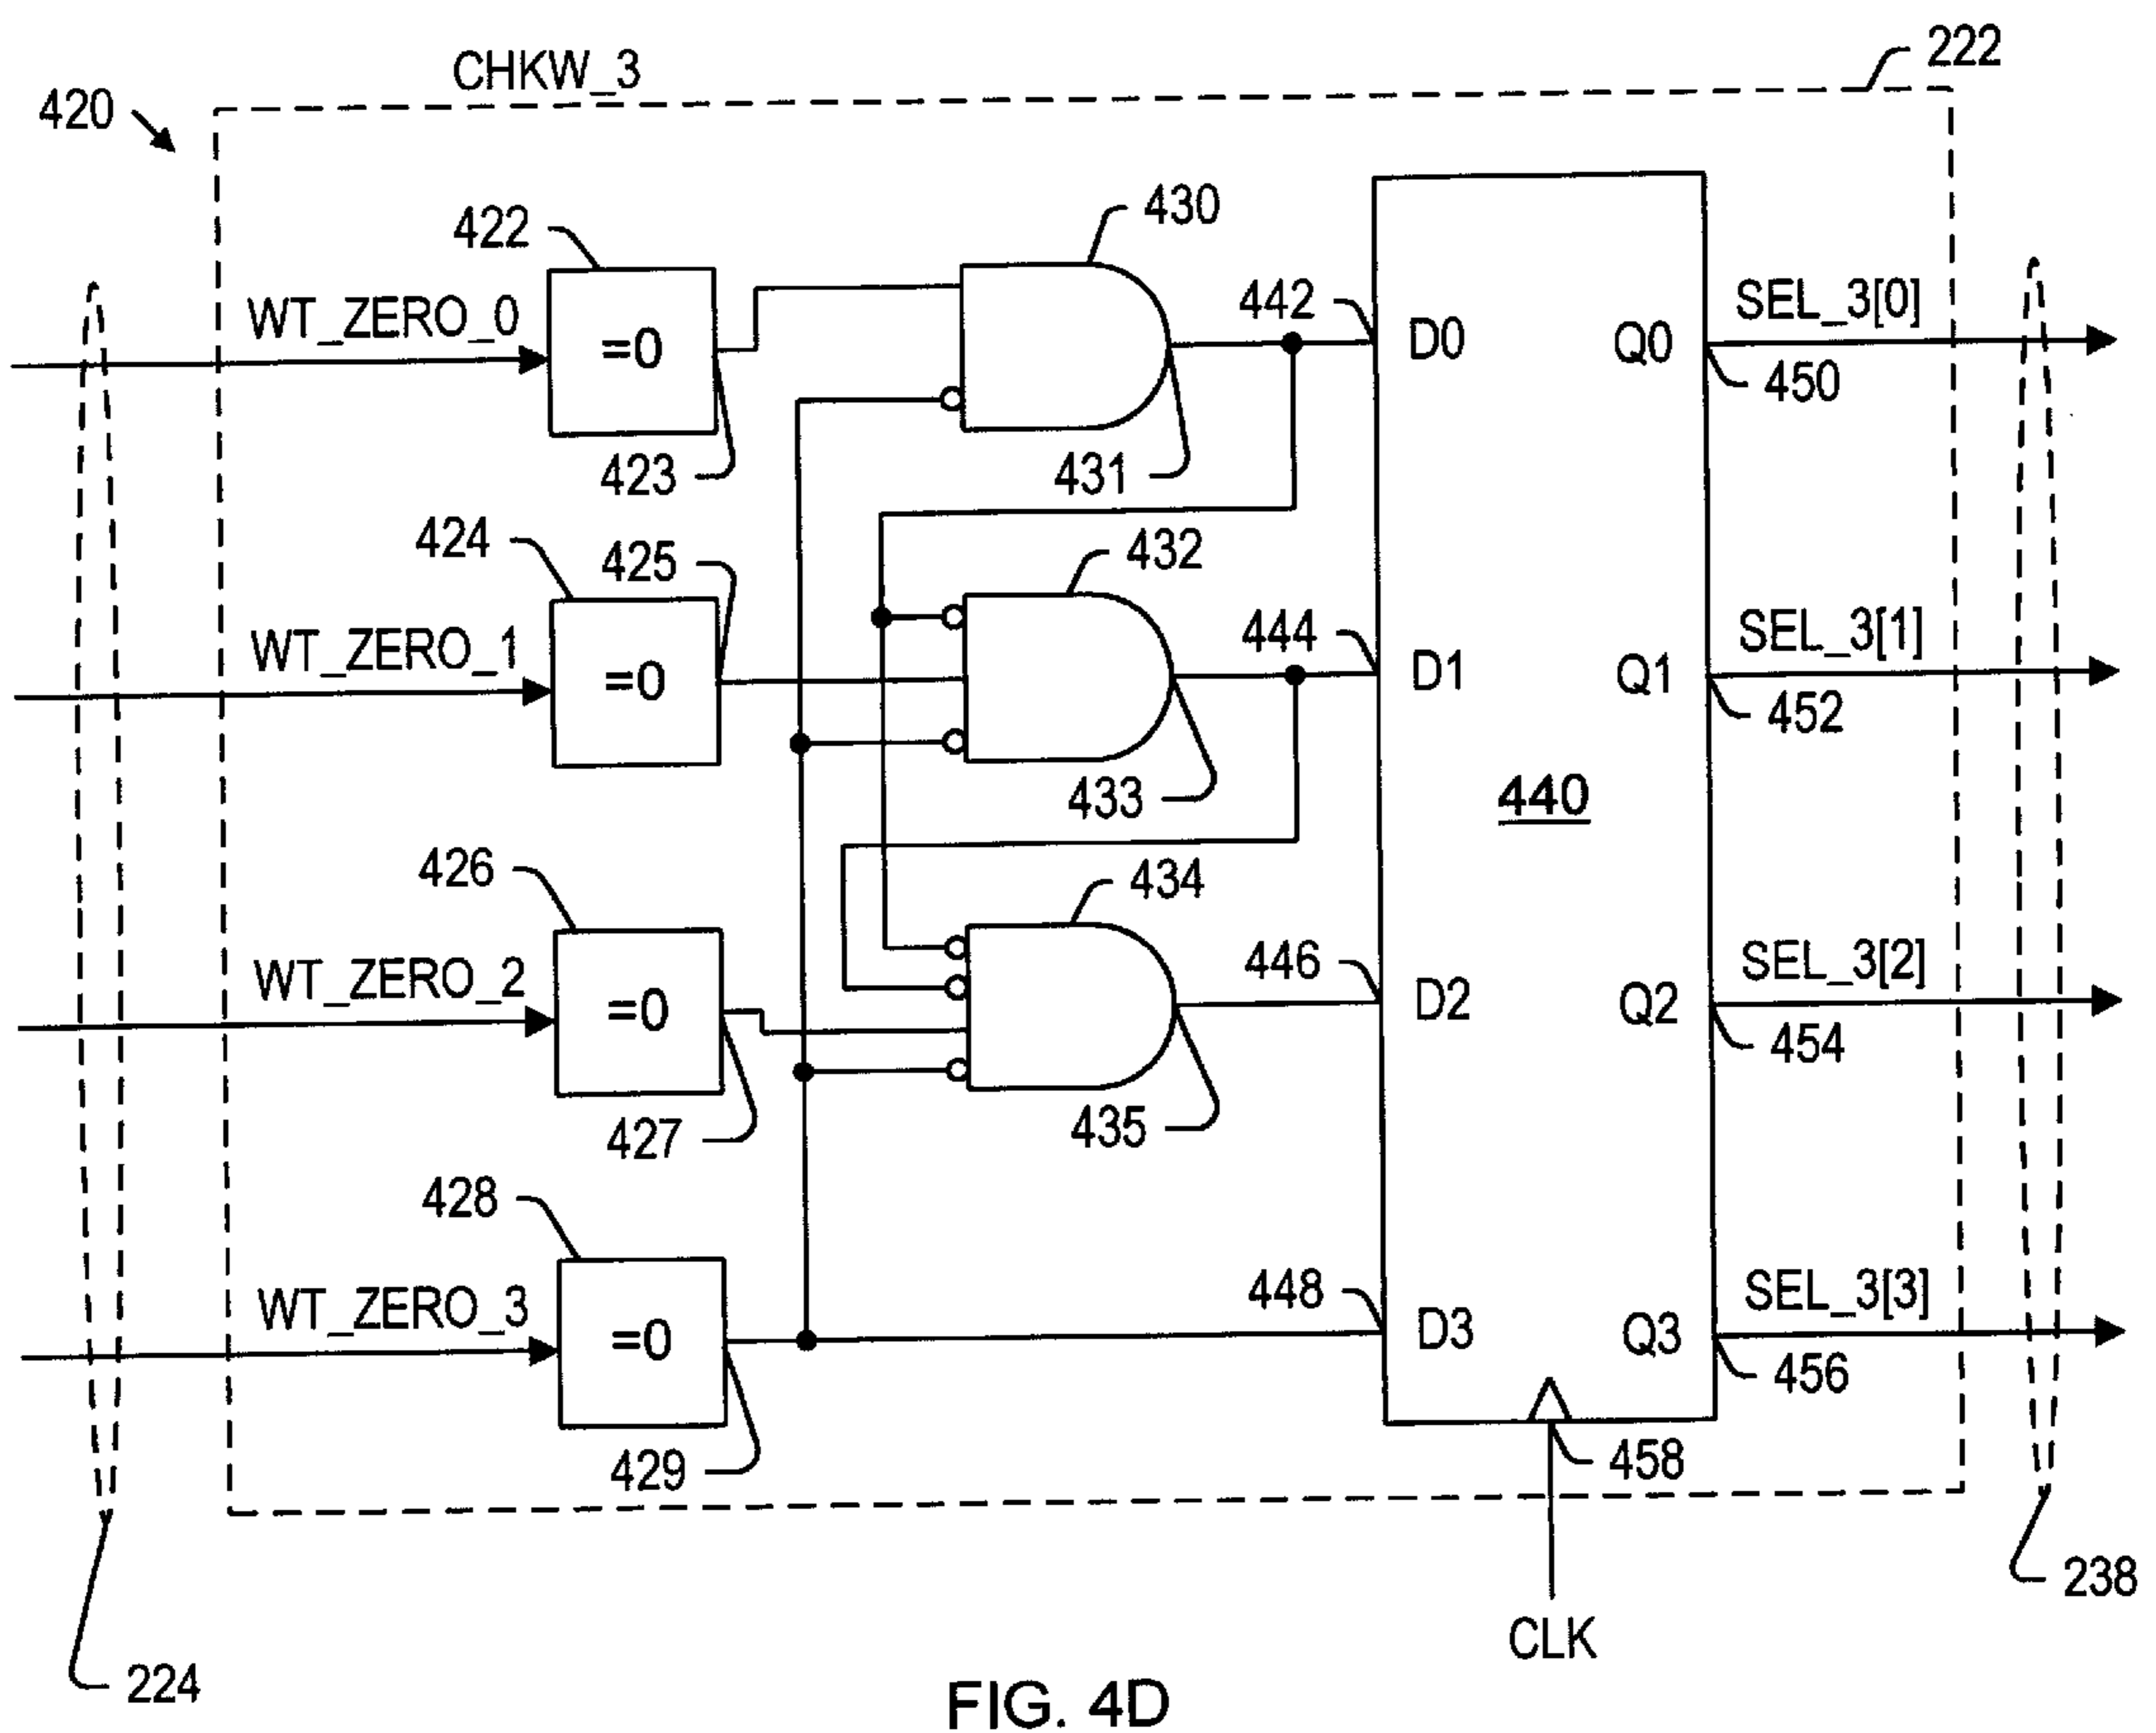 CHKW_3
222
420
422
430
WT_ZERO_0
=0
442
D0
Q0
SEL_3[0]
450
423
431
424
425
432
WT_ZERO_1
=0
444
D1
Q1
SEL_3[1]
452
433
440
426
434
WT_ZERO_2
=0
446
D2
Q2
SEL_3[2]
454
427
435
428
WT_ZERO_3
=0
448
D3
Q3
SEL_3[3]
456
429
458
224
CLK
238
FIG. 4D